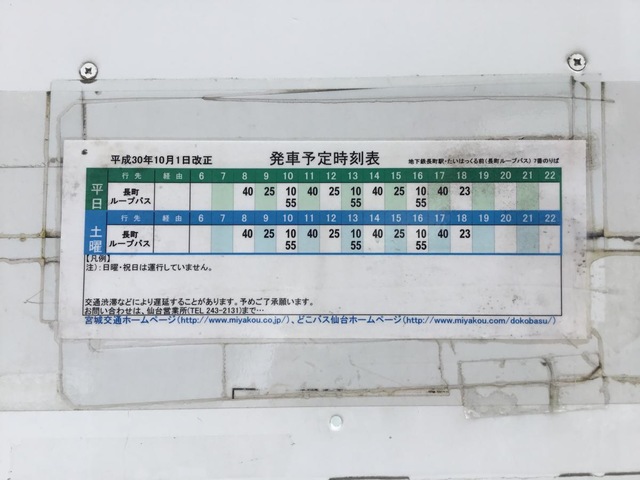 平成30年10月1日改正 発車予定時刻表 地下鉄長町駅・たいはっくる前(長町ループバス) 7番のりば
行先 経由 6 7 8 9 10 11 12 13 14 15 16 17 18 19 20 21 22
平日 長町ループバス 40 25 10 40 25 10 40 25 10 40 23
55 55 55
行先 経由 6 7 8 9 10 11 12 13 14 15 16 17 18 19 20 21 22
土曜 長町ループバス 40 25 10 40 25 10 40 25 10 40 23
55 55 55
【凡例】
注）:日曜・祝日は運行していません。
交通渋滞などにより遅延することがあります。予めご了承願います。
お問い合わせは、仙台営業所(TEL 243-2131)まで…
宮城交通ホームページ(http://www.miyakou.co.jp/)、どこバス仙台ホームページ(http://www.miyakou.com/dokobasu/)